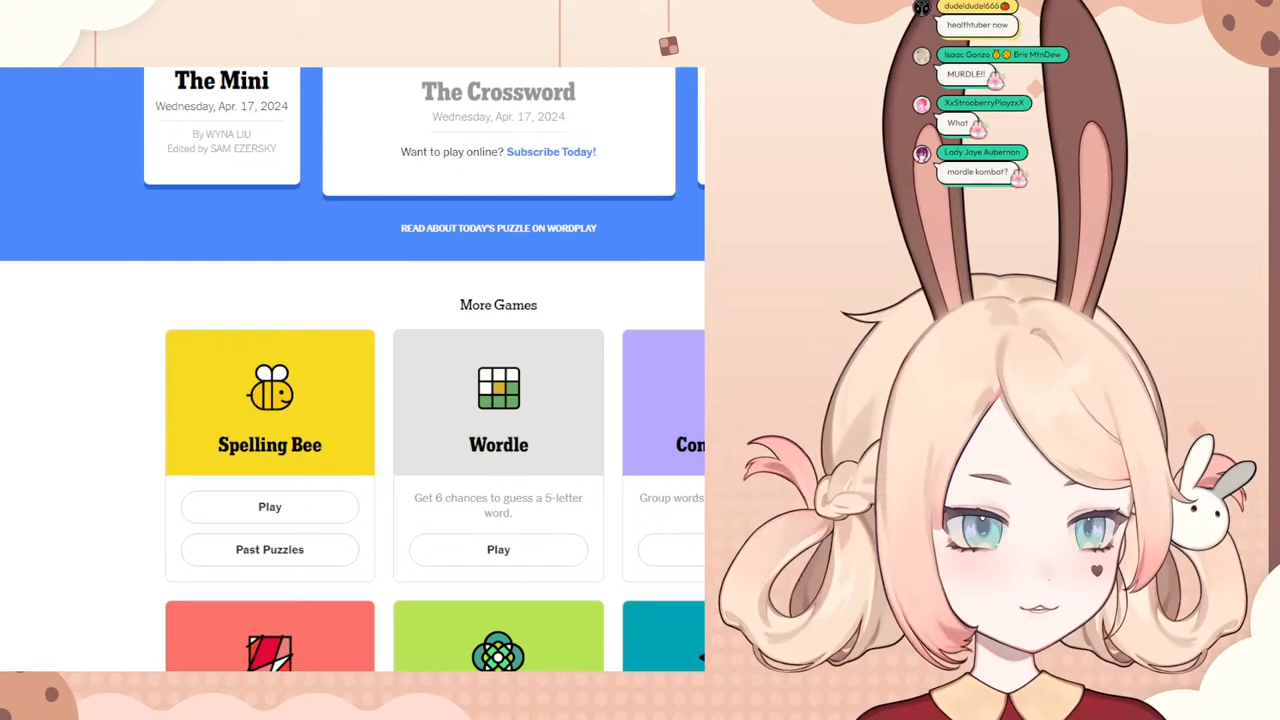 The Mini
Wednesday, Apr. 17, 2024
By WYNA LIU
Edited by SAM EZERSKY
The Crossword
Wednesday, Apr. 17, 2024
Want to play online? Subscribe Today!
READ ABOUT TODAY'S PUZZLE ON WORDPLAY
More Games
Spelling Bee
Play
Past Puzzles
Wordle
Get 6 chances to guess a 5-letter
word.
Play
Con
Group words
dudeldudel666
healthtuber now
Isaac Gonzo Bris MtnDew
MURDLE!!
XxStrooberryPlayzxX
What
Lady Jaye Aubernon
mordle kombat?